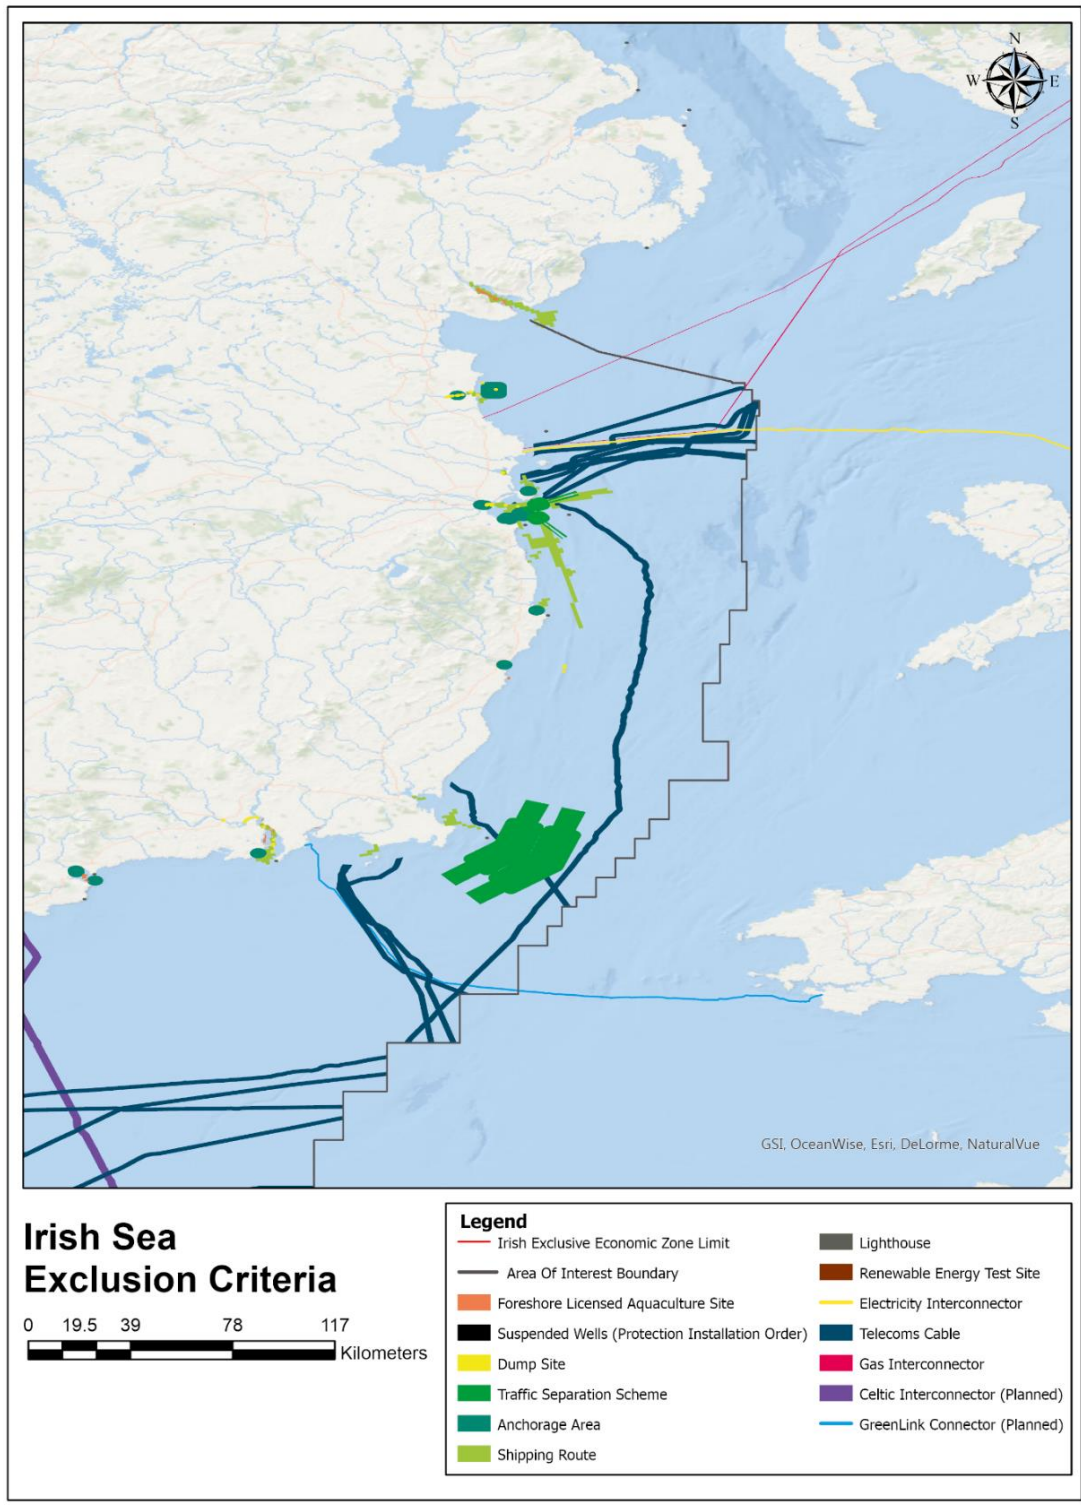 N
W E
S
GSI, OceanWise, Esri, DeLorme, NaturalVue
Irish Sea
Exclusion Criteria
0 19.5 39 78 117
Kilometers
Legend
Irish Exclusive Economic Zone Limit
Area Of Interest Boundary
Foreshore Licensed Aquaculture Site
Suspended Wells (Protection Installation Order)
Dump Site
Traffic Separation Scheme
Anchorage Area
Shipping Route
Lighthouse
Renewable Energy Test Site
Electricity Interconnector
Telecoms Cable
Gas Interconnector
Celtic Interconnector (Planned)
GreenLink Connector (Planned)